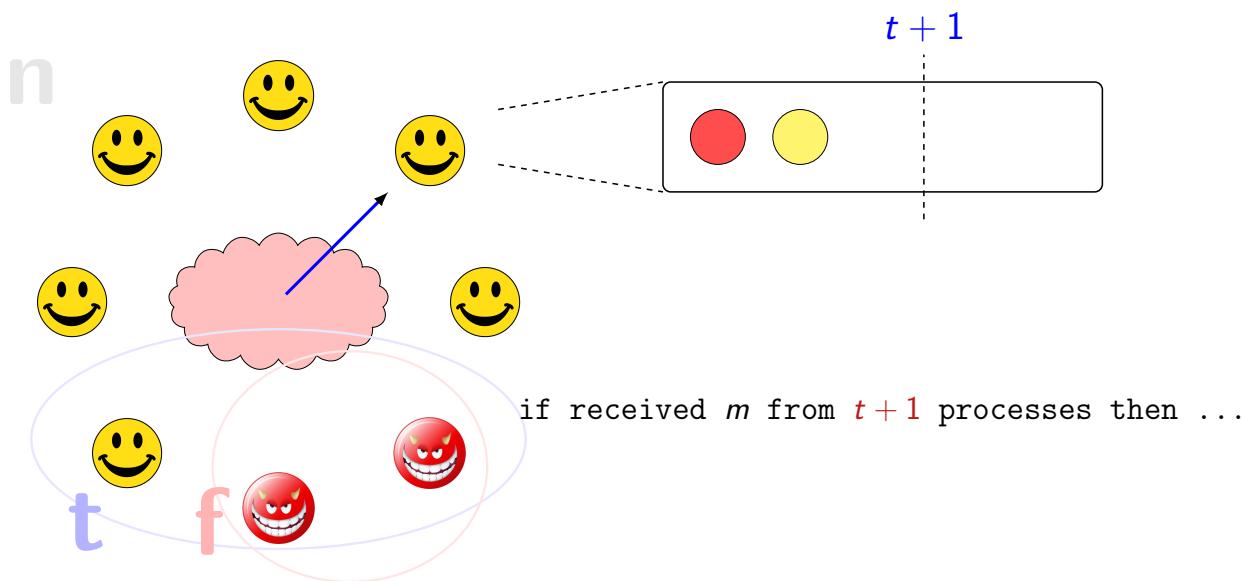 t + 1
n
if received m from t + 1 processes then ...
t f